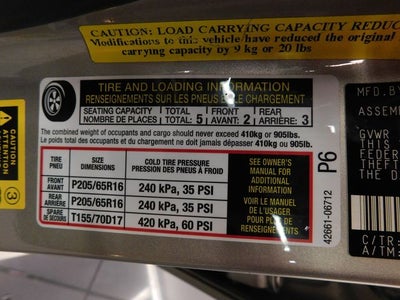 CAUTION: LOAD CARRYING CAPACITY REDUC
Modifications to this vehicle have reduced the original
carrying capacity by 9 kg or 20 lbs
TIRE AND LOADING INFORMATION
RENSEIGNEMENTS SUR LES PNEUS ET LE CHARGEMENT
SEATING CAPACITY TOTAL FRONT REAR
NOMBRE DE PLACES TOTAL 5 AVANT: 2 ARRIÈRE: 3
The combined weight of occupants and cargo should never exceed 410kg or 905lbs.
Le poids total des occupants et du chargement ne doit jamais dépasser 410kg ou 905lb.
TIRE PNEU
SIZE DIMENSIONS
COLD TIRE PRESSURE
PRESSION DES PNEUS À FROID
FRONT AVANT P205/65R16 240 kPa, 35 PSI
REAR ARRIÈRE P205/65R16 240 kPa, 35 PSI
SPARE DE SECOURS T155/70D17 420 kPa, 60 PSI
SEE OWNER'S
MANUAL FOR
ADDITIONAL
INFORMATION
VOIR LE MANUEL
DE L'USAGER
POUR PLUS DE
RENSEIGNEMENTS
P6
42661-06712
CAUTION
ATTENTION
MFD.BY
ASSEM
GVWR
THIS
FEDER
THE D
C/TR:
A/TM: